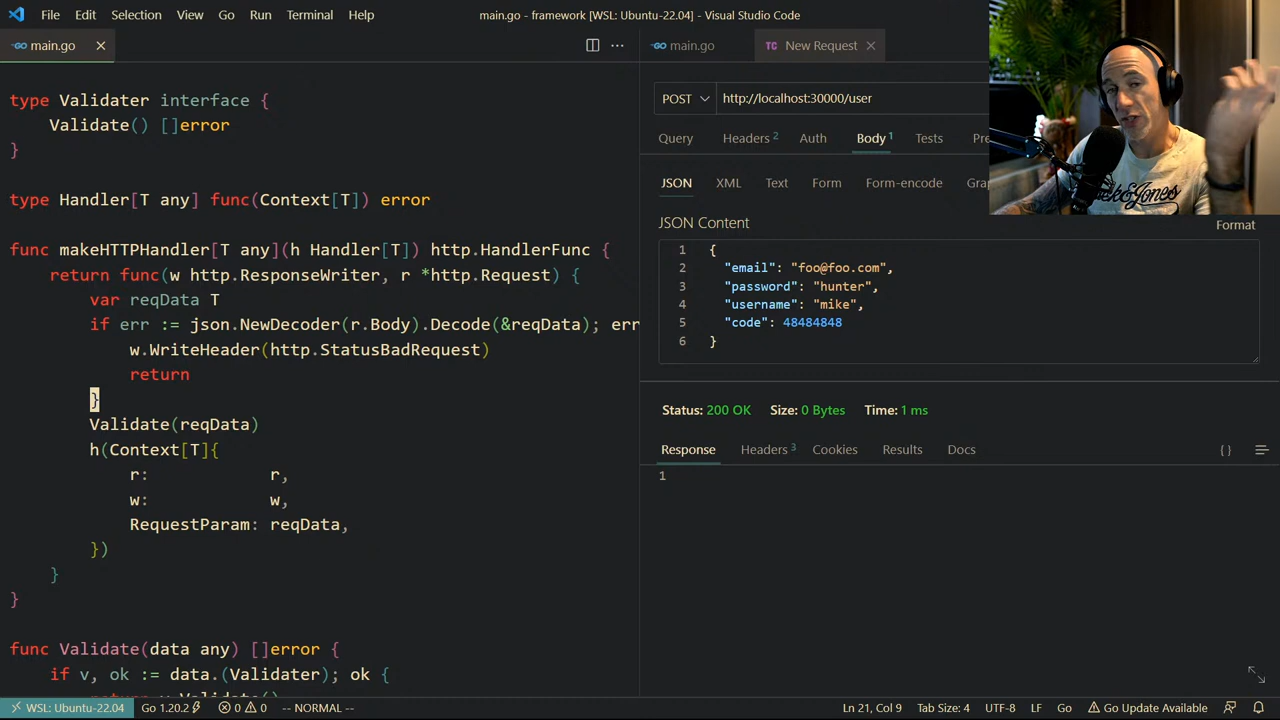 File Edit Selection View Go Run Terminal Help
main.go - framework [WSL: Ubuntu-22.04] - Visual Studio Code
main.go
type Validater interface {
Validate() []error
}
type Handler[T any] func(Context[T]) error
func makeHTTPHandler[T any](h Handler[T]) http.HandlerFunc {
return func(w http.ResponseWriter, r *http.Request) {
var reqData T
if err := json.NewDecoder(r.Body).Decode(&reqData); err
w.WriteHeader(http.StatusBadRequest)
return
}
Validate(reqData)
h(Context[T]{
r: r,
w: w,
RequestParam: reqData,
})
}
}
func Validate(data any) []error {
if v, ok := data.(Validater); ok {
return v.Validate()
main.go
TC New Request
POST http://localhost:30000/user
Query Headers 2 Auth Body 1 Tests Pre
JSON XML Text Form Form-encode Gra
JSON Content
Format
1 {
2 "email": "foo@foo.com",
3 "password": "hunter",
4 "username": "mike",
5 "code": 48484848
6 }
Status: 200 OK Size: 0 Bytes Time: 1 ms
Response Headers 3 Cookies Results Docs { }
1
WSL: Ubuntu-22.04 Go 1.20.2 0 0 -- NORMAL -- Ln 21, Col 9 Tab Size: 4 UTF-8 LF Go Go Update Available